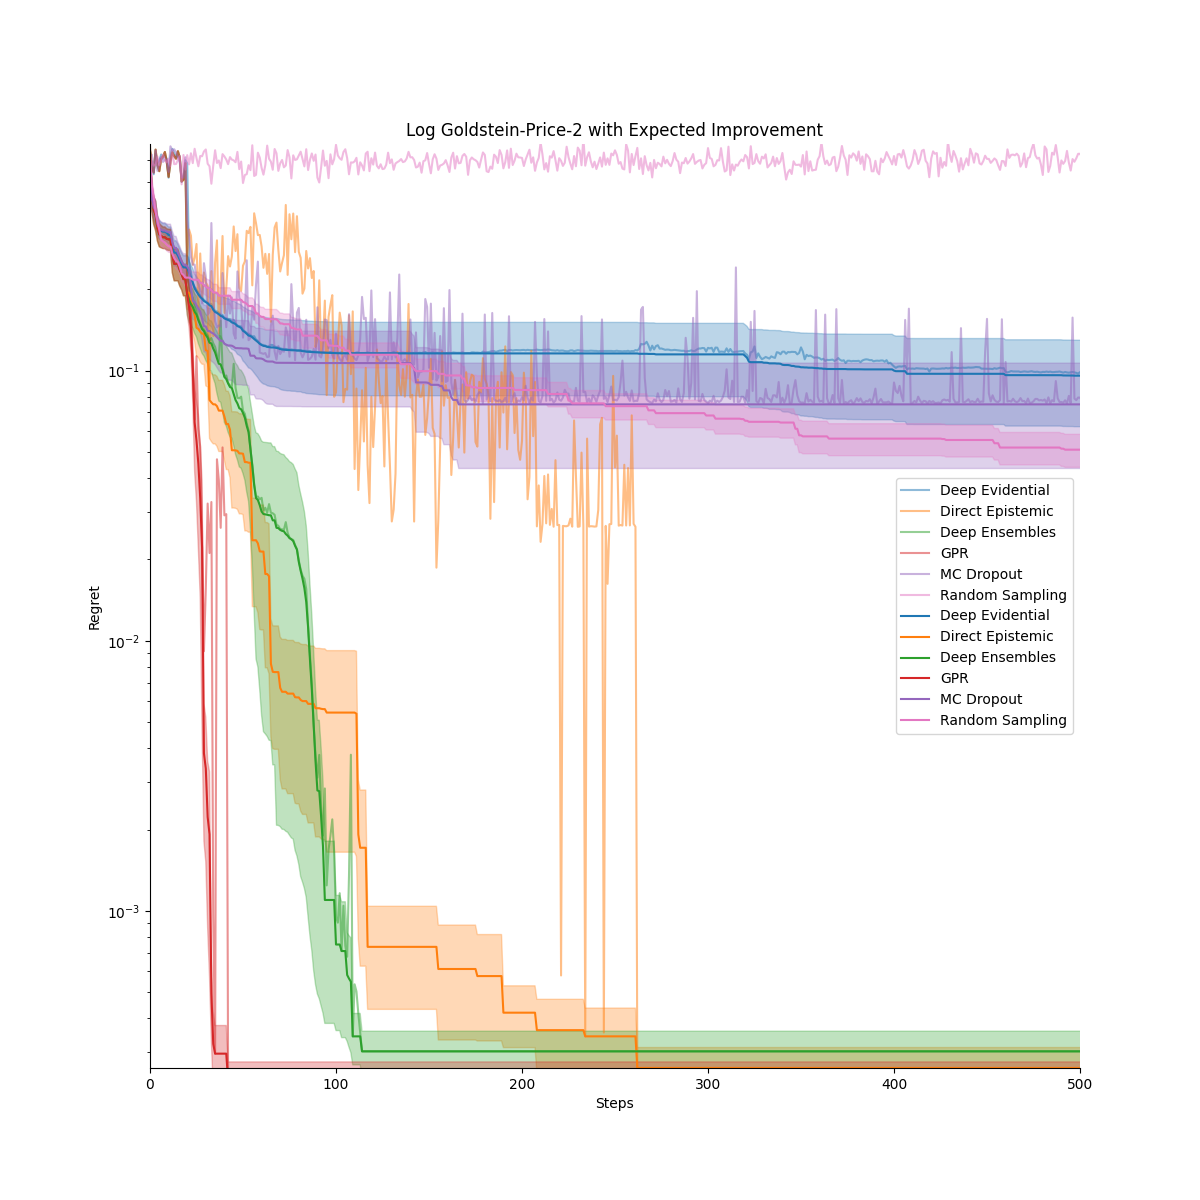 Log Goldstein-Price-2 with Expected Improvement
Regret
10⁻¹
10⁻²
10⁻³
Deep Evidential
Direct Epistemic
Deep Ensembles
GPR
MC Dropout
Random Sampling
Deep Evidential
Direct Epistemic
Deep Ensembles
GPR
MC Dropout
Random Sampling
0 100 200 300 400 500
Steps